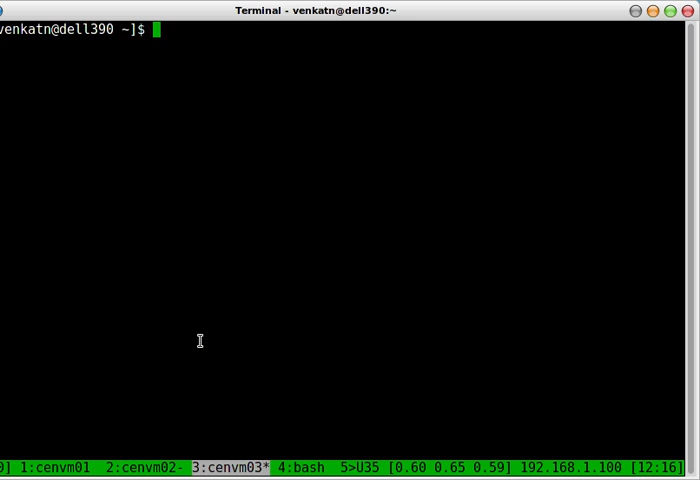 Terminal - venkatn@dell390:~
venkatn@dell390 ~]$
0] 1:cenvm01 2:cenvm02- 3:cenvm03* 4:bash 5>U35 [0.60 0.65 0.59] 192.168.1.100 [12:16]